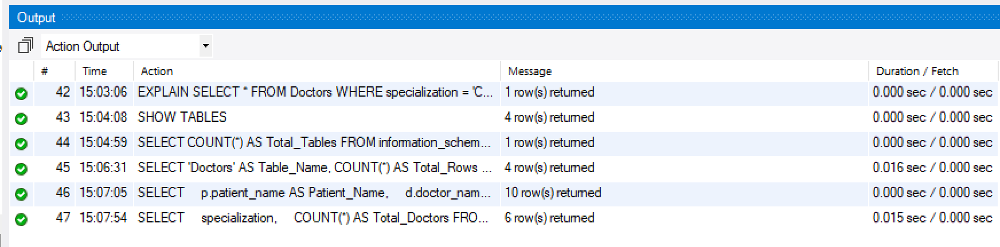 Output
Action Output
# Time Action Message Duration / Fetch
42 15:03:06 EXPLAIN SELECT * FROM Doctors WHERE specialization = 'C... 1 row(s) returned 0.000 sec / 0.000 sec
43 15:04:08 SHOW TABLES 4 row(s) returned 0.000 sec / 0.000 sec
44 15:04:59 SELECT COUNT(*) AS Total_Tables FROM information_schem... 1 row(s) returned 0.000 sec / 0.000 sec
45 15:06:31 SELECT 'Doctors' AS Table_Name, COUNT(*) AS Total_Rows ... 4 row(s) returned 0.016 sec / 0.000 sec
46 15:07:05 SELECT p.patient_name AS Patient_Name, d.doctor_nam... 10 row(s) returned 0.000 sec / 0.000 sec
47 15:07:54 SELECT specialization, COUNT(*) AS Total_Doctors FRO... 6 row(s) returned 0.015 sec / 0.000 sec